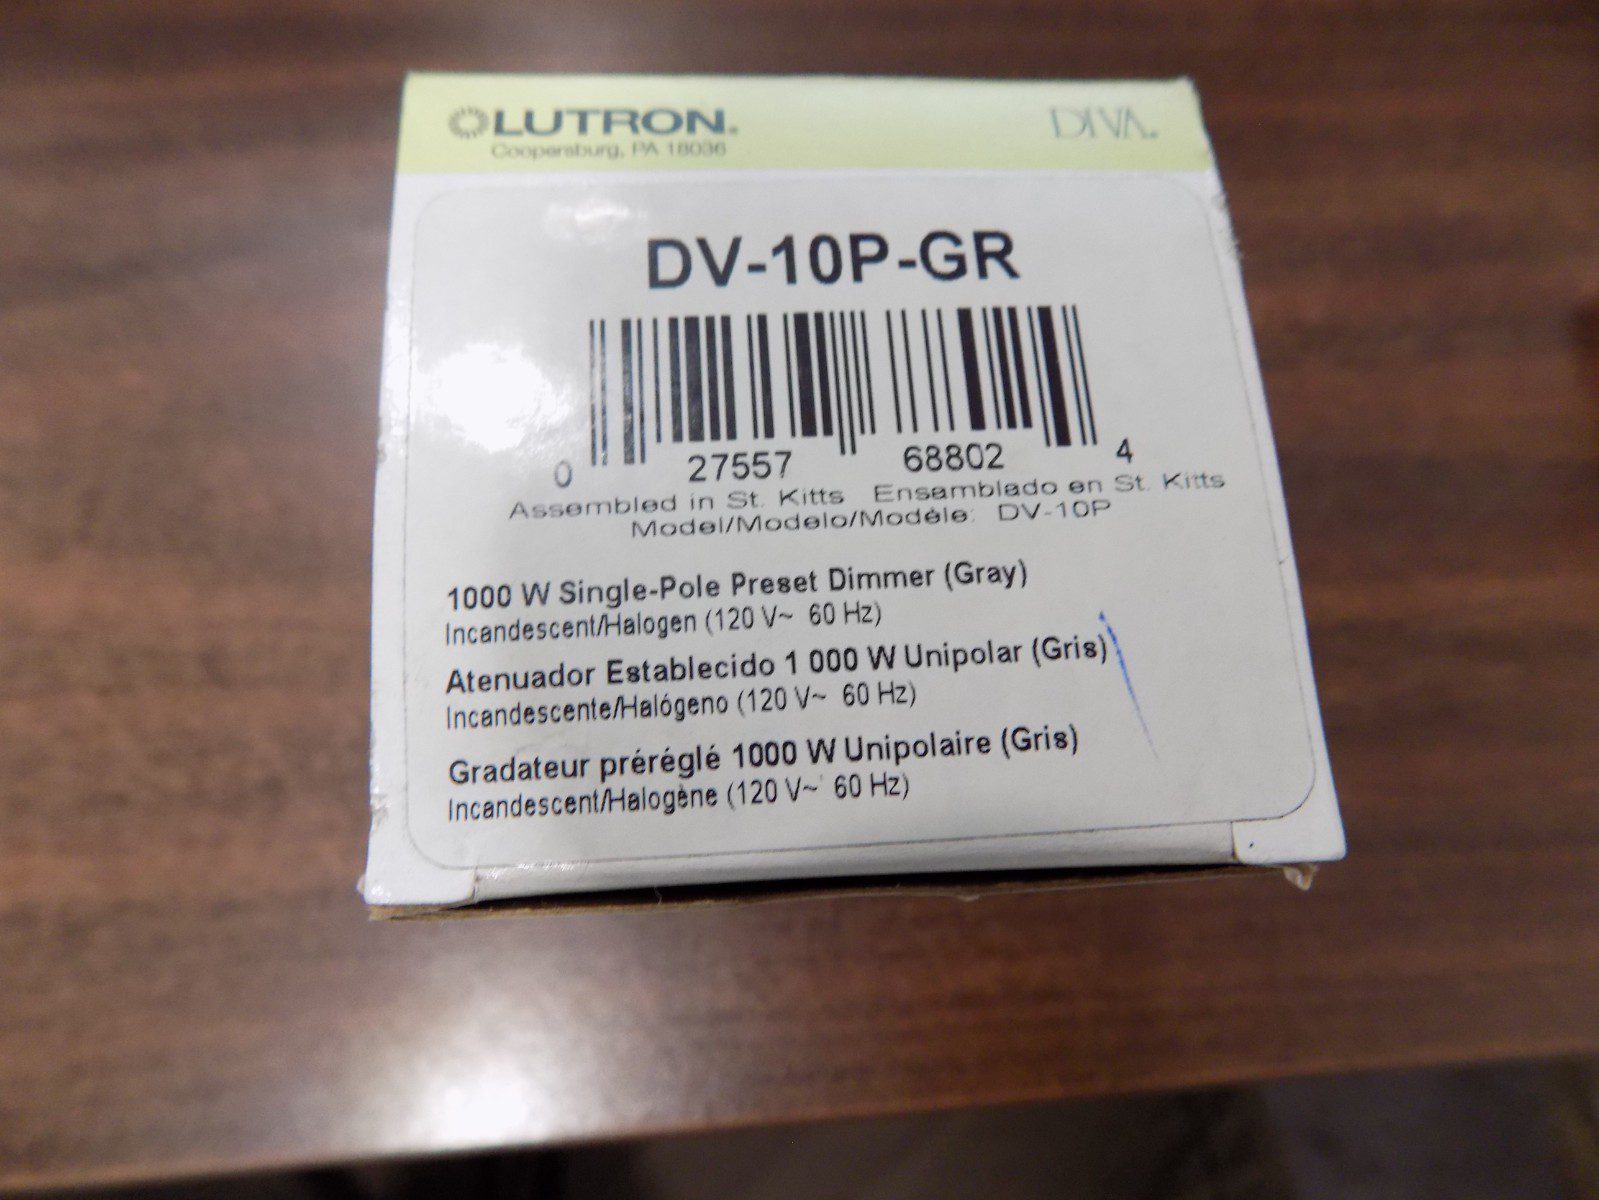 LUTRON. DIVA.
Coopersburg, PA 18036
DV-10P-GR
0 27557 68802 4
Assembled in St. Kitts Ensamblado en St. Kitts
Model/Modelo/Modèle: DV-10P
1000 W Single-Pole Preset Dimmer (Gray)
Incandescent/Halogen (120 V~ 60 Hz)
Atenuador Establecido 1 000 W Unipolar (Gris)
Incandescente/Halógeno (120 V~ 60 Hz)
Gradateur préréglé 1000 W Unipolaire (Gris)
Incandescent/Halogène (120 V~ 60 Hz)